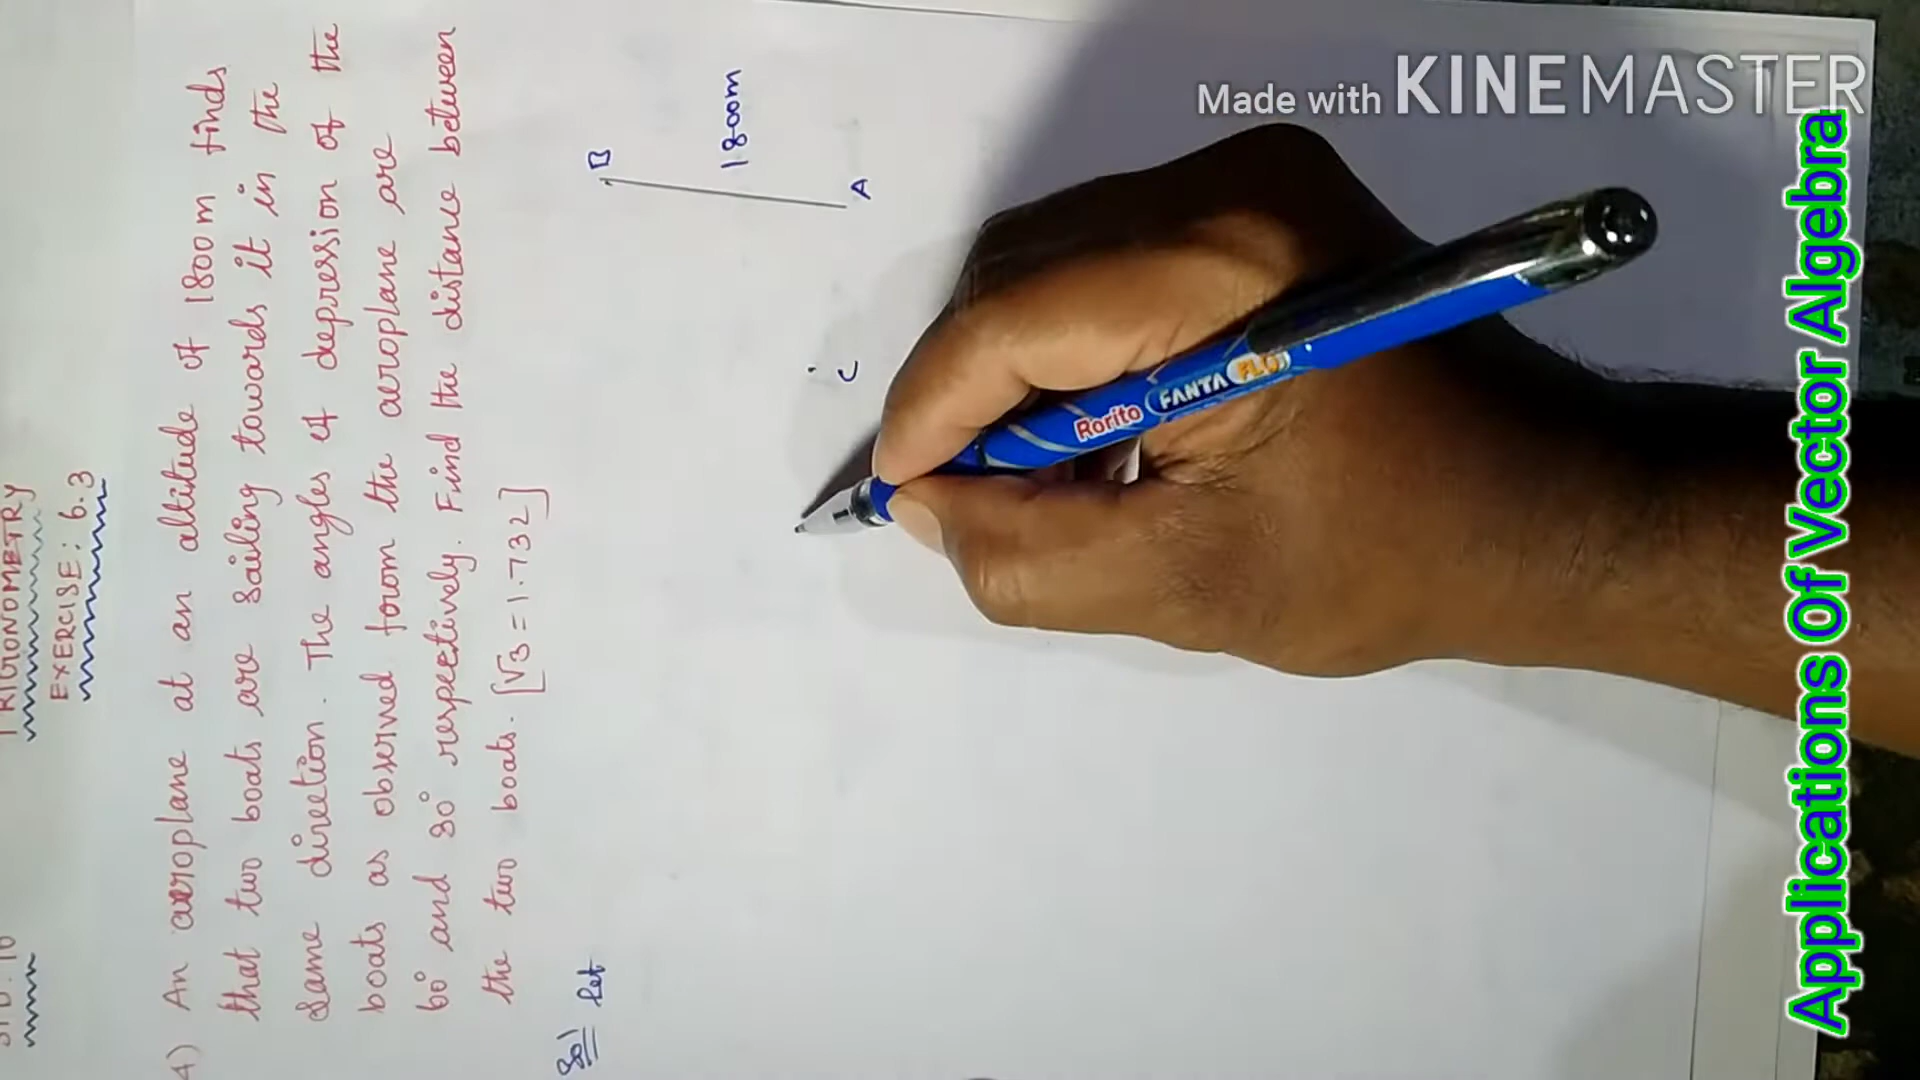 STD: 10
TRIGONOMETRY
EXERCISE: 6.3
4) An aeroplane at an altitude of 1800m finds
that two boats are sailing towards it in the
same direction. The angles of depression of the
boats as observed from the aeroplane are
60° and 30° respectively. Find the distance between
the two boats. [√3 = 1.732]
Sol) let
B
1800m
A
C
Rorito FANTA FLO
Made with KINEMASTER
Applications Of Vector Algebra